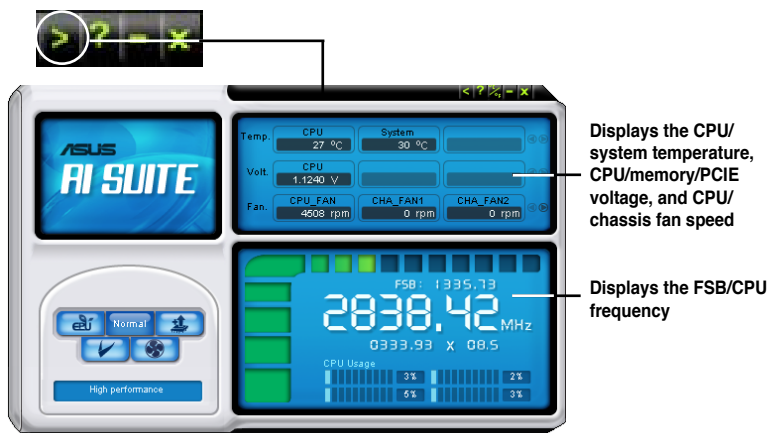 > ? - x
< ? °C/°F - x
ASUS
AI SUITE
Temp. CPU System
27 °C 30 °C
Volt. CPU
1.1240 V
Fan. CPU_FAN CHA_FAN1 CHA_FAN2
4508 rpm 0 rpm 0 rpm
Displays the CPU/
system temperature,
CPU/memory/PCIE
voltage, and CPU/
chassis fan speed
FSB: 1335.73
2838.42 MHz
0333.93 X 08.5
CPU Usage
3% 2%
5% 3%
Displays the FSB/CPU
frequency
epu Normal
High performance